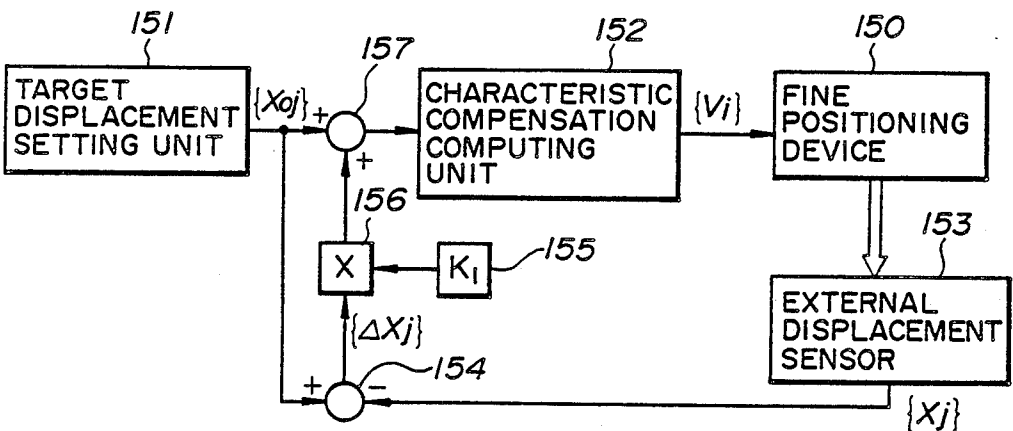 151
TARGET
DISPLACEMENT
SETTING UNIT
{Xoj}
+
157
+
152
CHARACTERISTIC
COMPENSATION
COMPUTING
UNIT
{Vi}
150
FINE
POSITIONING
DEVICE
156
X
K1
155
153
EXTERNAL
DISPLACEMENT
SENSOR
{ΔXj}
+
154
−
{Xj}